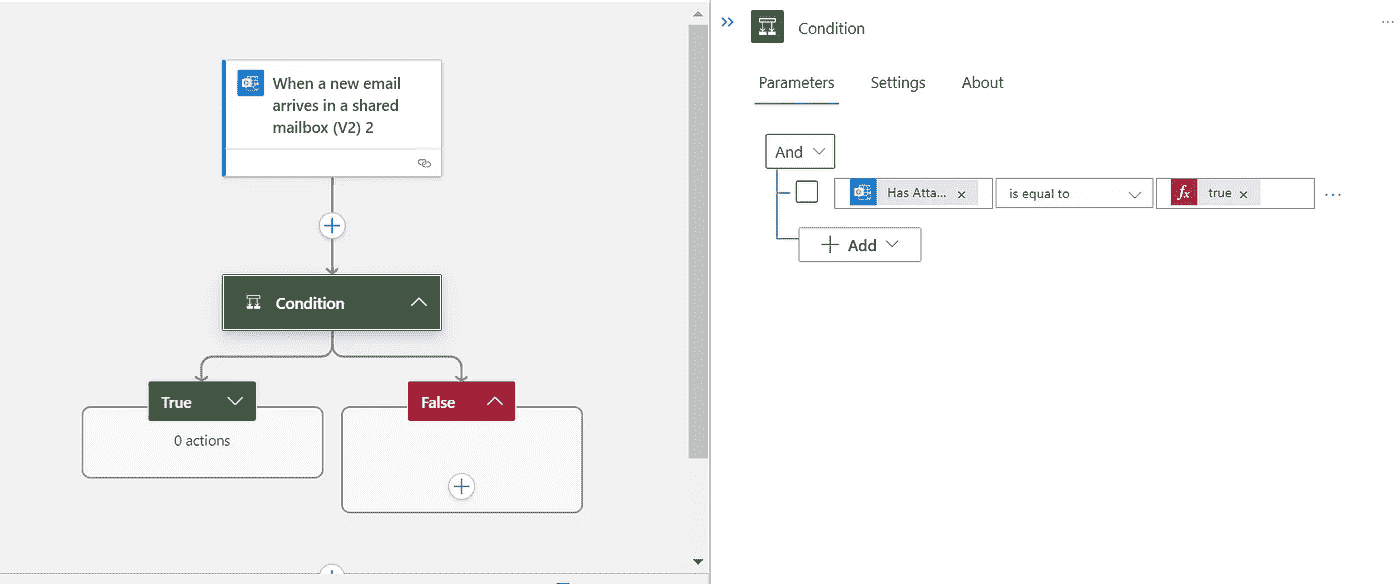 When a new email
arrives in a shared
mailbox (V2) 2
Condition
True
0 actions
False
Condition
Parameters Settings About
And
Has Atta... is equal to fx true
Add